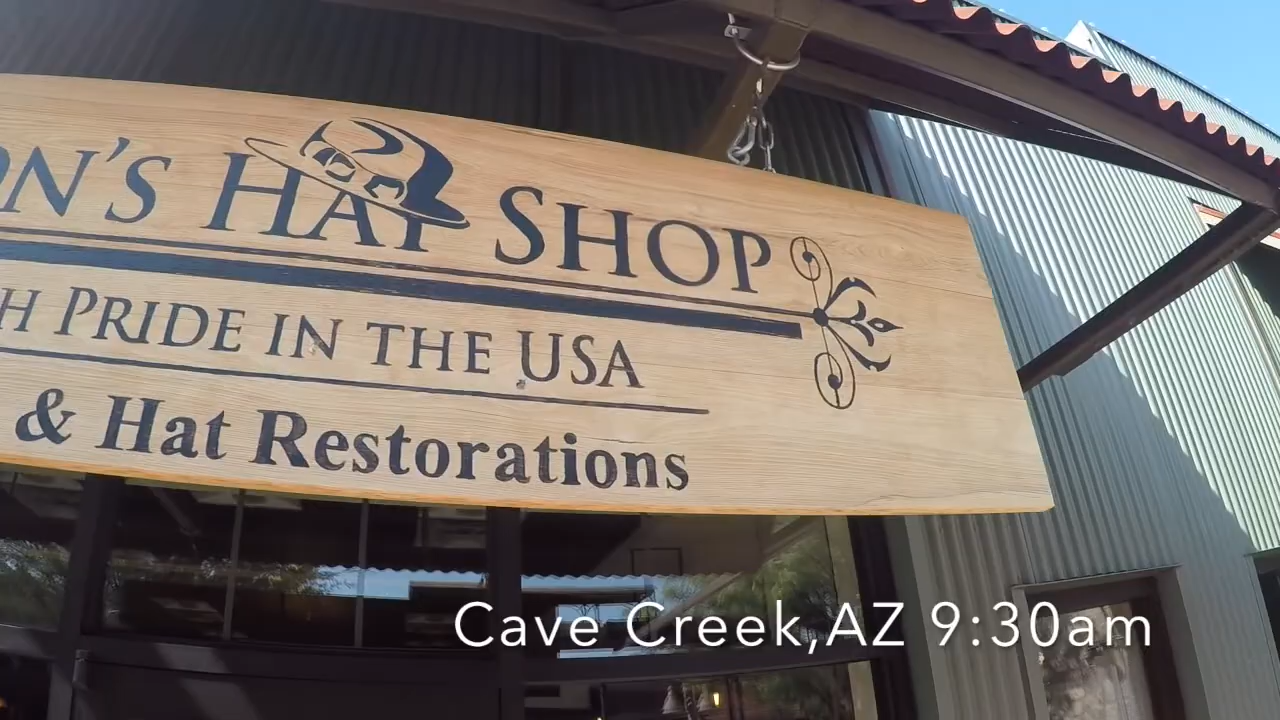 HAT SHOP
PRIDE IN THE USA
& Hat Restorations
Cave Creek,AZ 9:30am